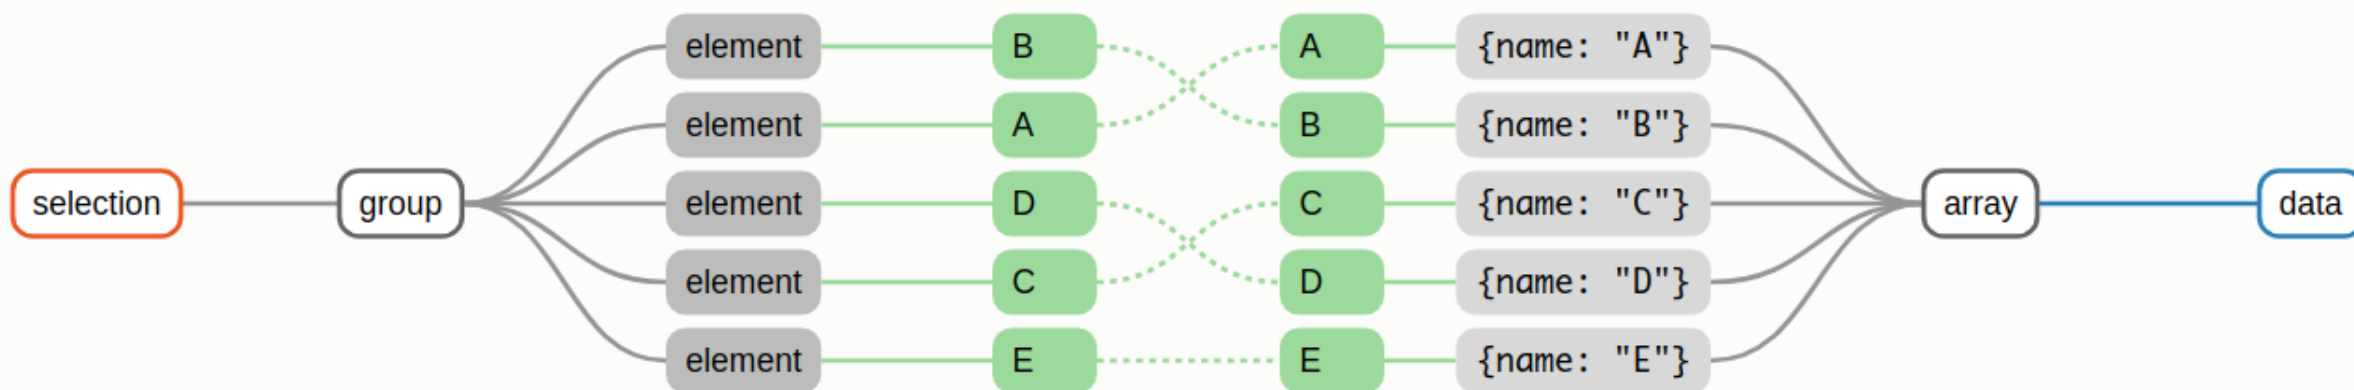 element B A {name: "A"}
element A B {name: "B"}
selection group element D C {name: "C"} array data
element C D {name: "D"}
element E E {name: "E"}